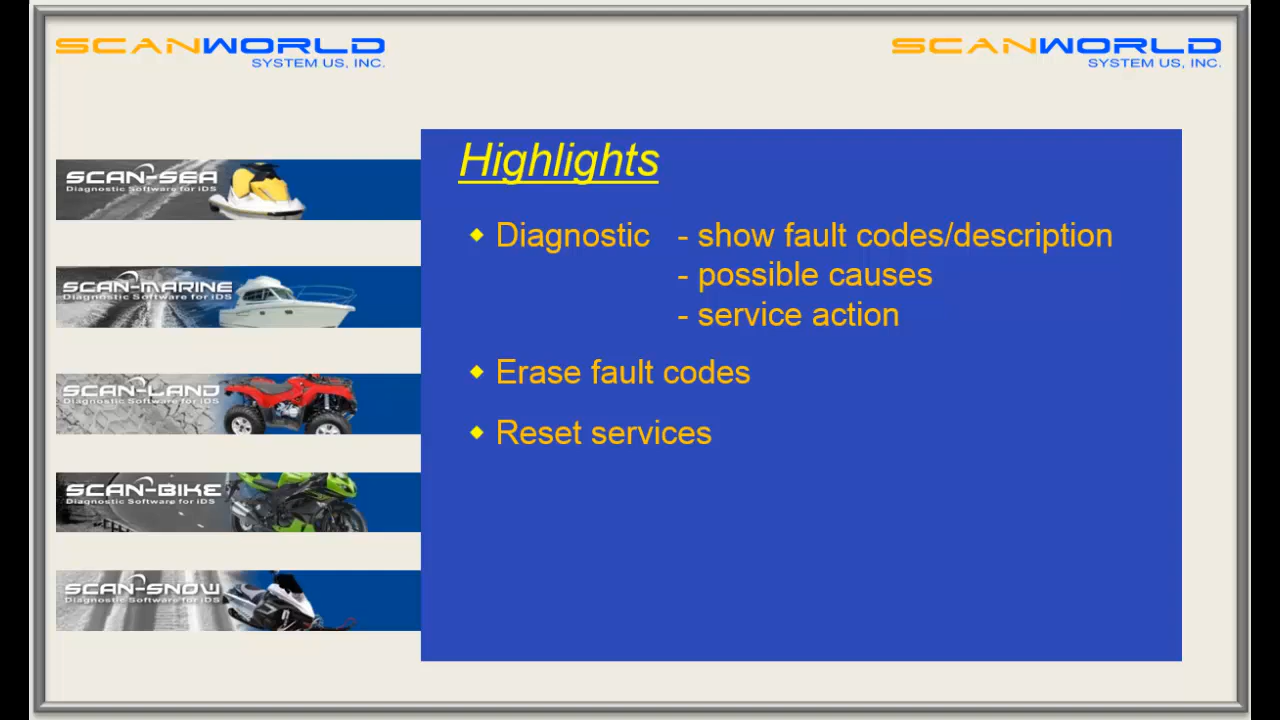 SCANWORLD
SYSTEM US, INC.
SCANWORLD
SYSTEM US, INC.
SCAN-SEA
Diagnostic Software for iDS
SCAN-MARINE
Diagnostic Software for iDS
SCAN-LAND
Diagnostic Software for iDS
SCAN-BIKE
Diagnostic Software for iDS
SCAN-SNOW
Diagnostic Software for iDS
Highlights
◆ Diagnostic - show fault codes/description
- possible causes
- service action
◆ Erase fault codes
◆ Reset services